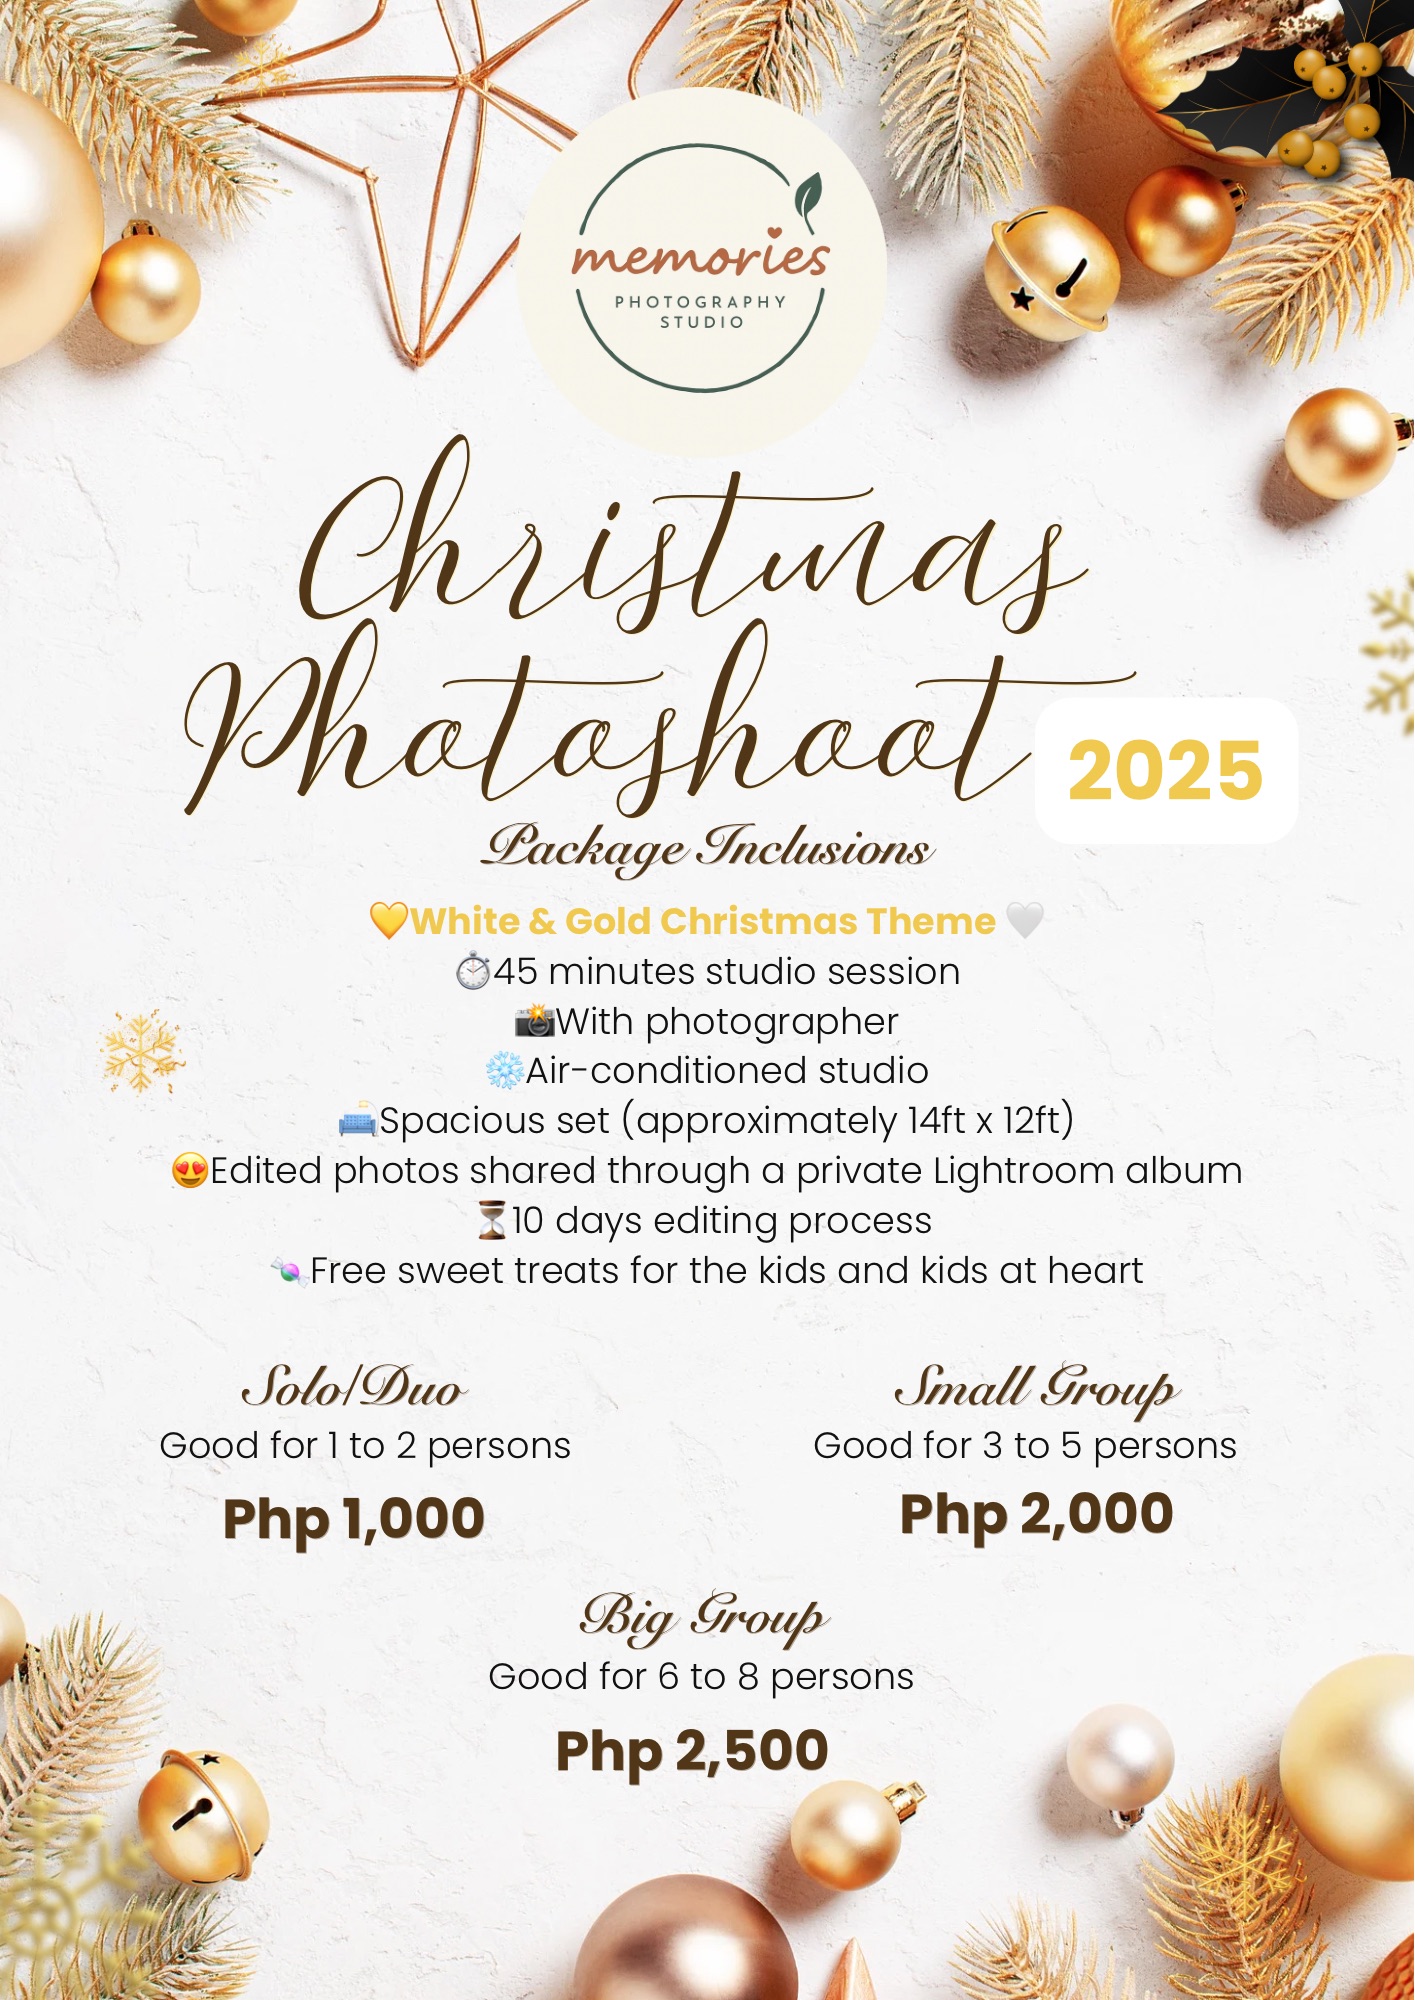 memories
PHOTOGRAPHY
STUDIO
Christmas
Photoshoot 2025
Package Inclusions
💛White & Gold Christmas Theme 🤍
⏱️45 minutes studio session
📸With photographer
❄️Air-conditioned studio
🛋️Spacious set (approximately 14ft x 12ft)
😍Edited photos shared through a private Lightroom album
⏳10 days editing process
🍬Free sweet treats for the kids and kids at heart
Solo/Duo
Good for 1 to 2 persons
Php 1,000
Small Group
Good for 3 to 5 persons
Php 2,000
Big Group
Good for 6 to 8 persons
Php 2,500